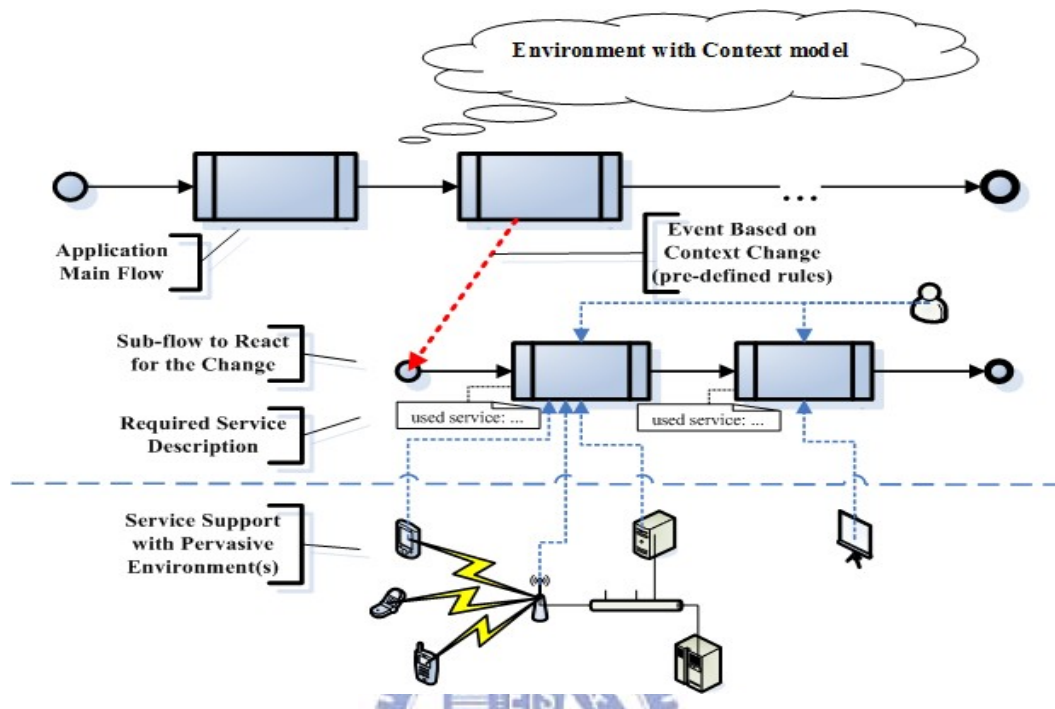 Environment with Context model
...
Application
Main Flow
Event Based on
Context Change
(pre-defined rules)
Sub-flow to React
for the Change
used service: ...
used service: ...
Required Service
Description
Service Support
with Pervasive
Environment(s)